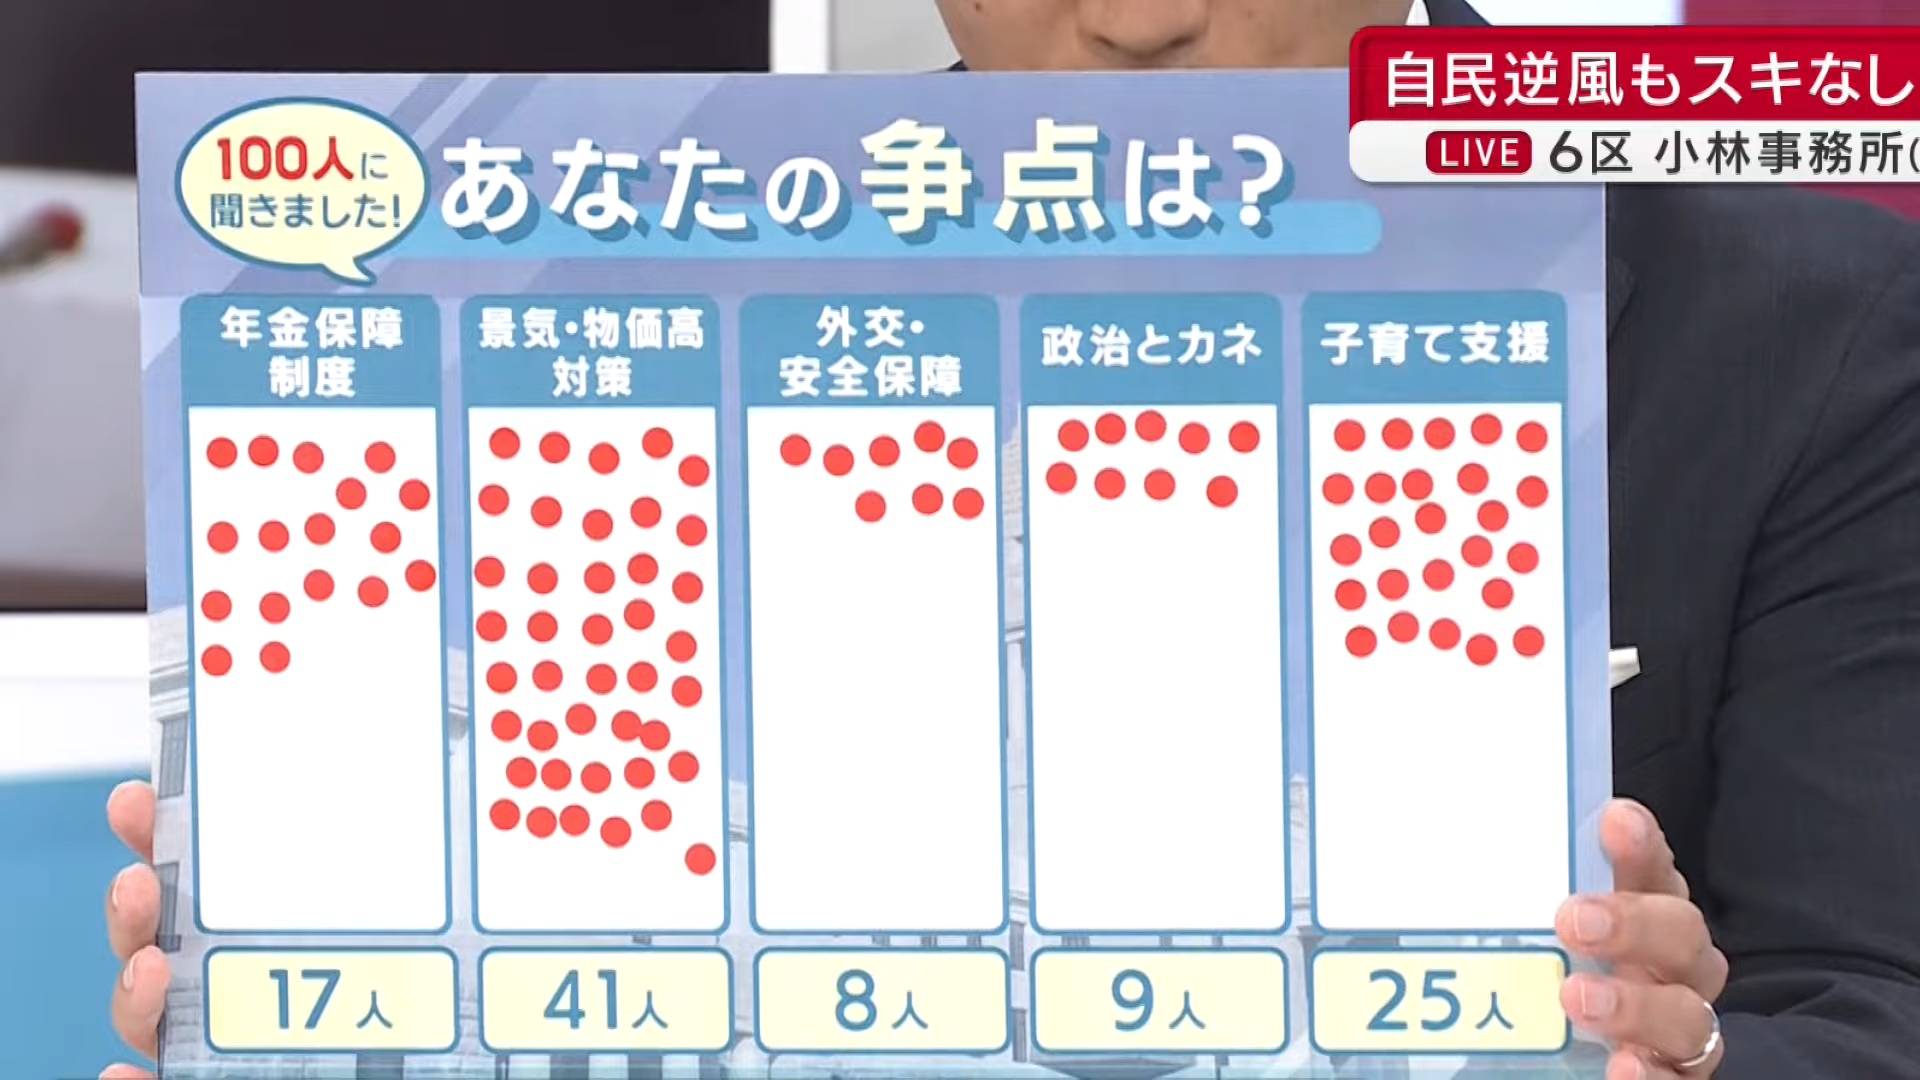 自民逆風もスキなし
LIVE 6区 小林事務所(
100人に
聞きました!
あなたの争点は?
年金保障
制度
景気・物価高
対策
外交・
安全保障
政治とカネ
子育て支援
17人
41人
8人
9人
25人